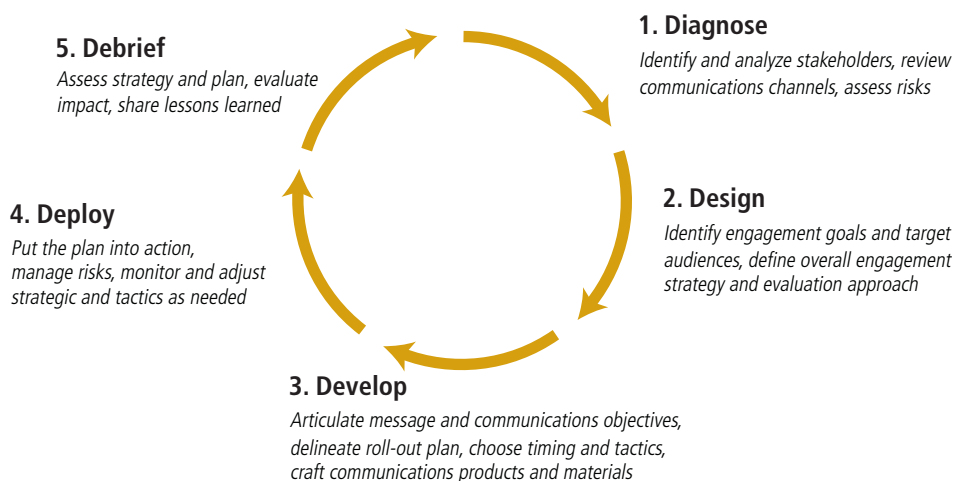 1. Diagnose
Identify and analyze stakeholders, review
communications channels, assess risks
2. Design
Identify engagement goals and target
audiences, define overall engagement
strategy and evaluation approach
3. Develop
Articulate message and communications objectives,
delineate roll-out plan, choose timing and tactics,
craft communications products and materials
4. Deploy
Put the plan into action,
manage risks, monitor and adjust
strategic and tactics as needed
5. Debrief
Assess strategy and plan, evaluate
impact, share lessons learned